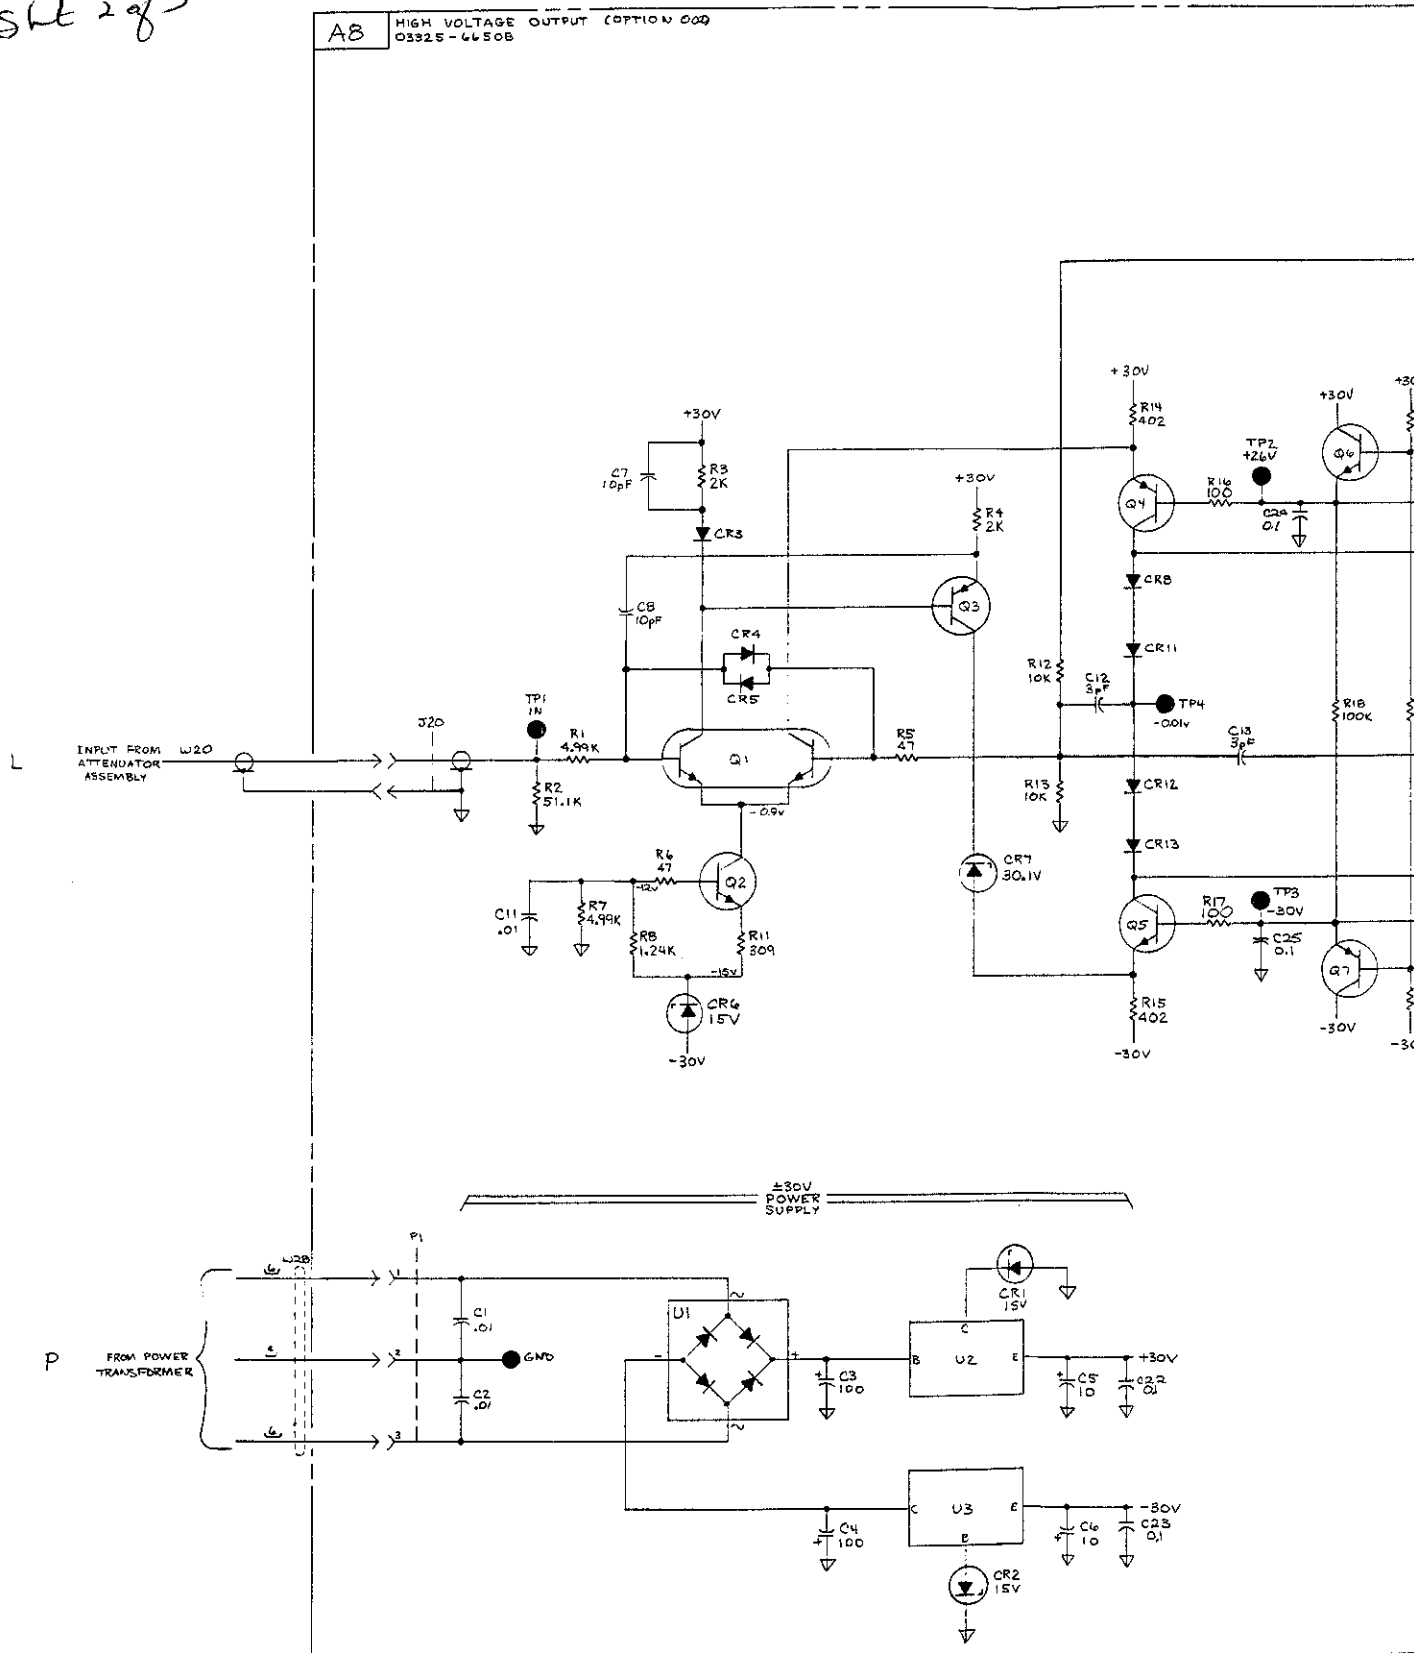 Sht 2 of
A8
HIGH VOLTAGE OUTPUT (OPTION 002)
03325-66508
+30V
+30V
+30V
+30
R14
402
TP2
+26V
C7
10pF
R3
2K
+30V
Q6
R16
100
Q4
R4
2K
C24
0.1
CR3
CR8
Q3
C8
10pF
CR4
CR11
R12
10K
C12
3pF
CR5
TP1
IN
TP4
-0.01V
R18
100K
J20
R1
4.99K
R5
47
C13
3pF
L
INPUT FROM
ATTENUATOR
ASSEMBLY
W20
Q1
R2
51.1K
R13
10K
CR12
-0.9V
CR13
R6
47
CR7
30.1V
Q2
-12V
TP3
-30V
R17
100
C11
.01
R7
4.99K
Q5
R8
1.24K
R11
309
C25
0.1
Q7
-15V
CR6
15V
R15
402
-30V
-30
-30V
-30V
±30V
POWER
SUPPLY
P1
W28
6
1
CR1
15V
C1
.01
U1
~
C
P
FROM POWER
TRANSFORMER
2
GND
-
+
B
U2
E
+30V
C3
100
+
C5
10
+
C22
0.1
C2
.01
6
3
~
C
U3
E
-30V
C4
100
+
B
C6
10
+
C23
0.1
CR2
15V